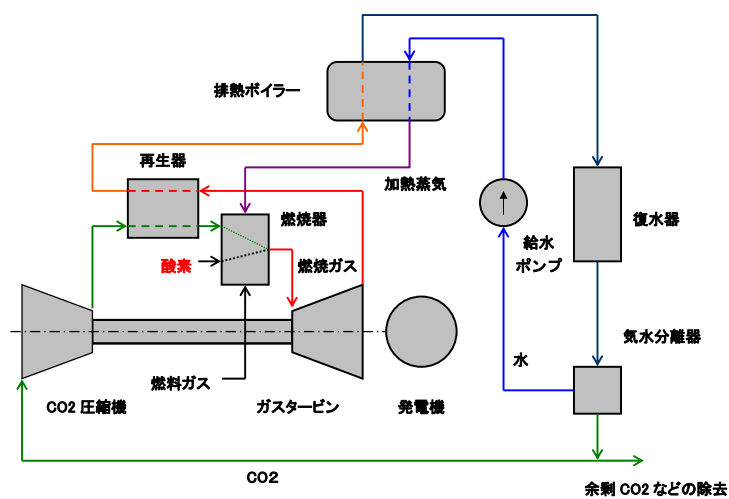 排熱ボイラー
再生器
加熱蒸気
燃焼器
復水器
給水
ポンプ
酸素
燃焼ガス
気水分離器
水
燃料ガス
CO2 圧縮機
ガスタービン
発電機
CO2
余剰 CO2 などの除去